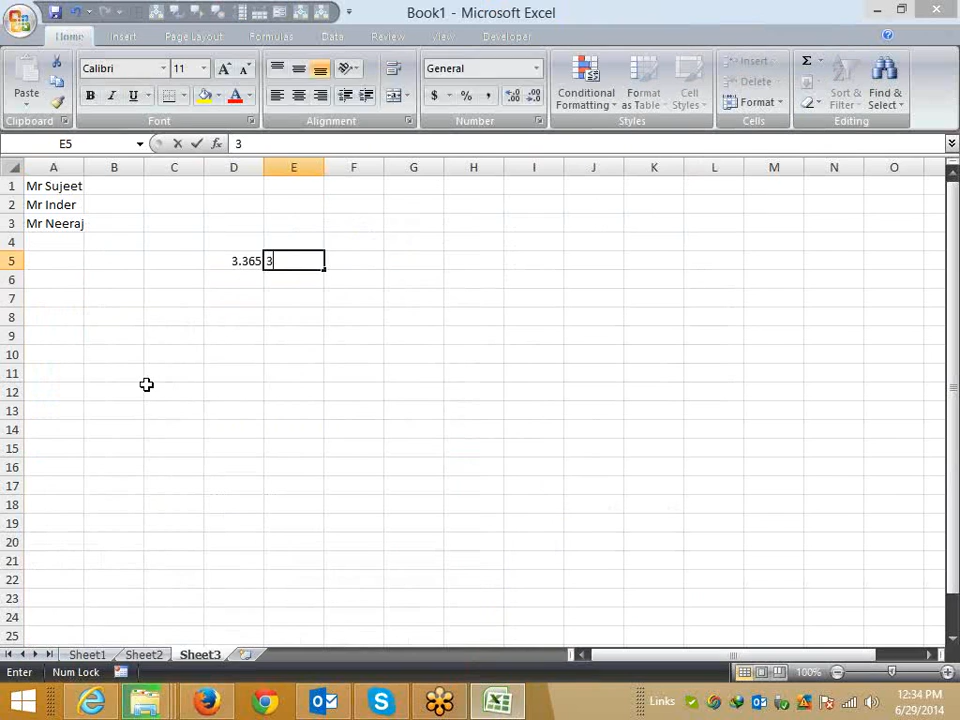 Book1 - Microsoft Excel
Home Insert Page Layout Formulas Data Review View Developer
Paste
Clipboard
Calibri 11
B I U
Font
Alignment
General
$ % ,
Number
Conditional Formatting
Format as Table
Cell Styles
Styles
Insert
Delete
Format
Cells
Sort & Filter
Find & Select
Editing
E5 fx 3
A B C D E F G H I J K L M N O
1 Mr Sujeet
2 Mr Inder
3 Mr Neeraj
4
5 3.365 3
6
7
8
9
10
11
12
13
14
15
16
17
18
19
20
21
22
23
24
25
Sheet1 Sheet2 Sheet3
Enter Num Lock 100%
Links 12:34 PM
6/29/2014